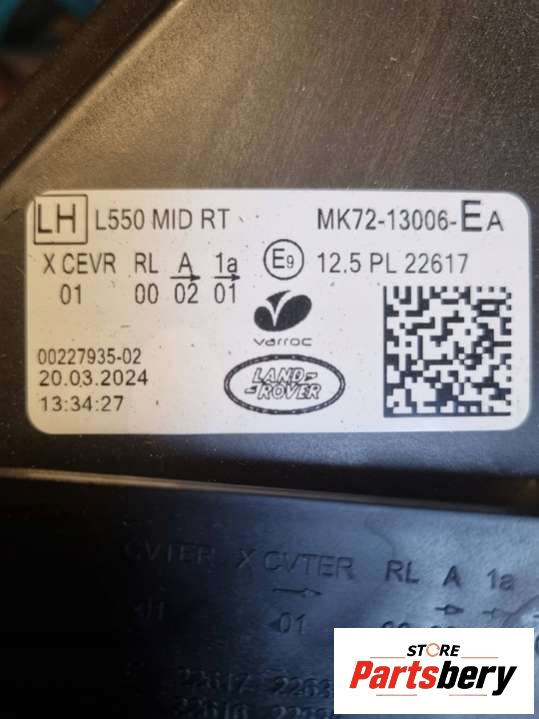 LH L550 MID RT MK72-13006-EA
X CEVR RL A 1a E9 12.5 PL 22617
01 00 02 01
varroc
00227935-02
20.03.2024
13:34:27
LAND-
ROVER
CVTER X CVTER RL A 1a
01 01
STORE
Partsbery